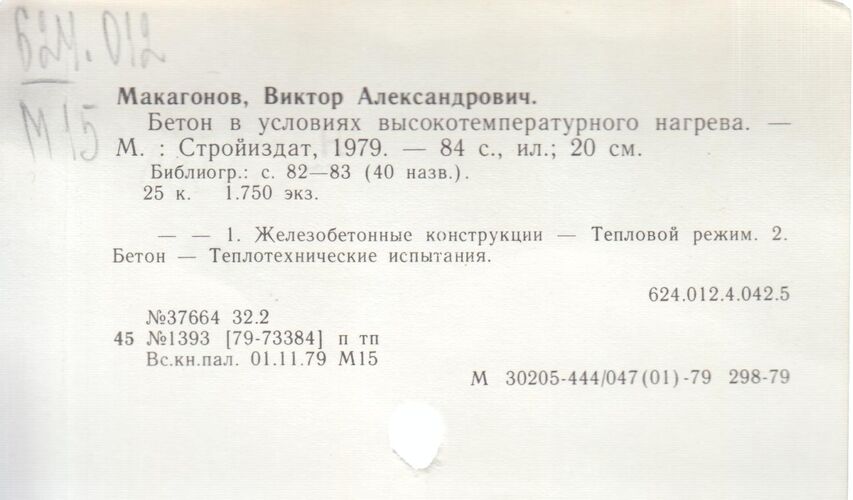 624.012
М15
Макагонов, Виктор Александрович.
Бетон в условиях высокотемпературного нагрева. —
М. : Стройиздат, 1979. — 84 с., ил.; 20 см.
Библиогр.: с. 82—83 (40 назв.).
25 к. 1.750 экз.
— — 1. Железобетонные конструкции — Тепловой режим. 2.
Бетон — Теплотехнические испытания.
624.012.4.042.5
№37664 32.2
45 №1393 [79-73384] п тп
Вс.кн.пал. 01.11.79 М15
М 30205-444/047(01)-79 298-79